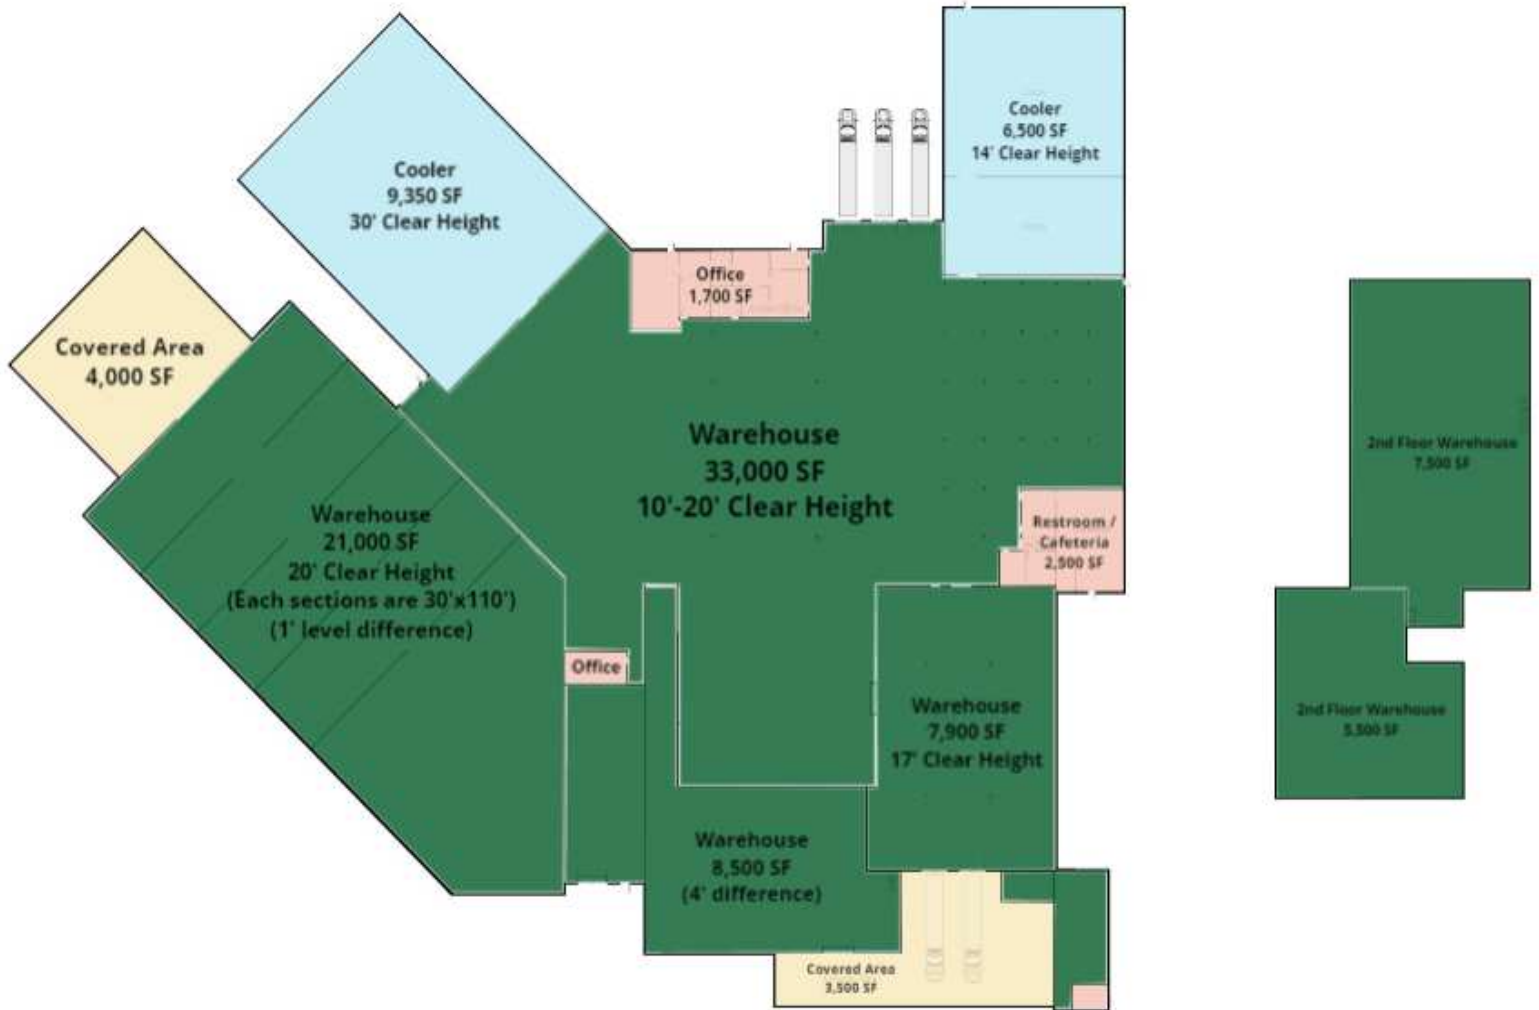 Cooler
6,500 SF
14' Clear Height
Cooler
9,350 SF
30' Clear Height
Office
1,700 SF
Covered Area
4,000 SF
Warehouse
33,000 SF
10'-20' Clear Height
2nd Floor Warehouse
7,500 SF
Warehouse
21,000 SF
20' Clear Height
(Each sections are 30'x110')
(1' level difference)
Restroom /
Cafeteria
2,500 SF
Office
Warehouse
7,900 SF
17' Clear Height
2nd Floor Warehouse
5,500 SF
Warehouse
8,500 SF
(4' difference)
Covered Area
3,500 SF